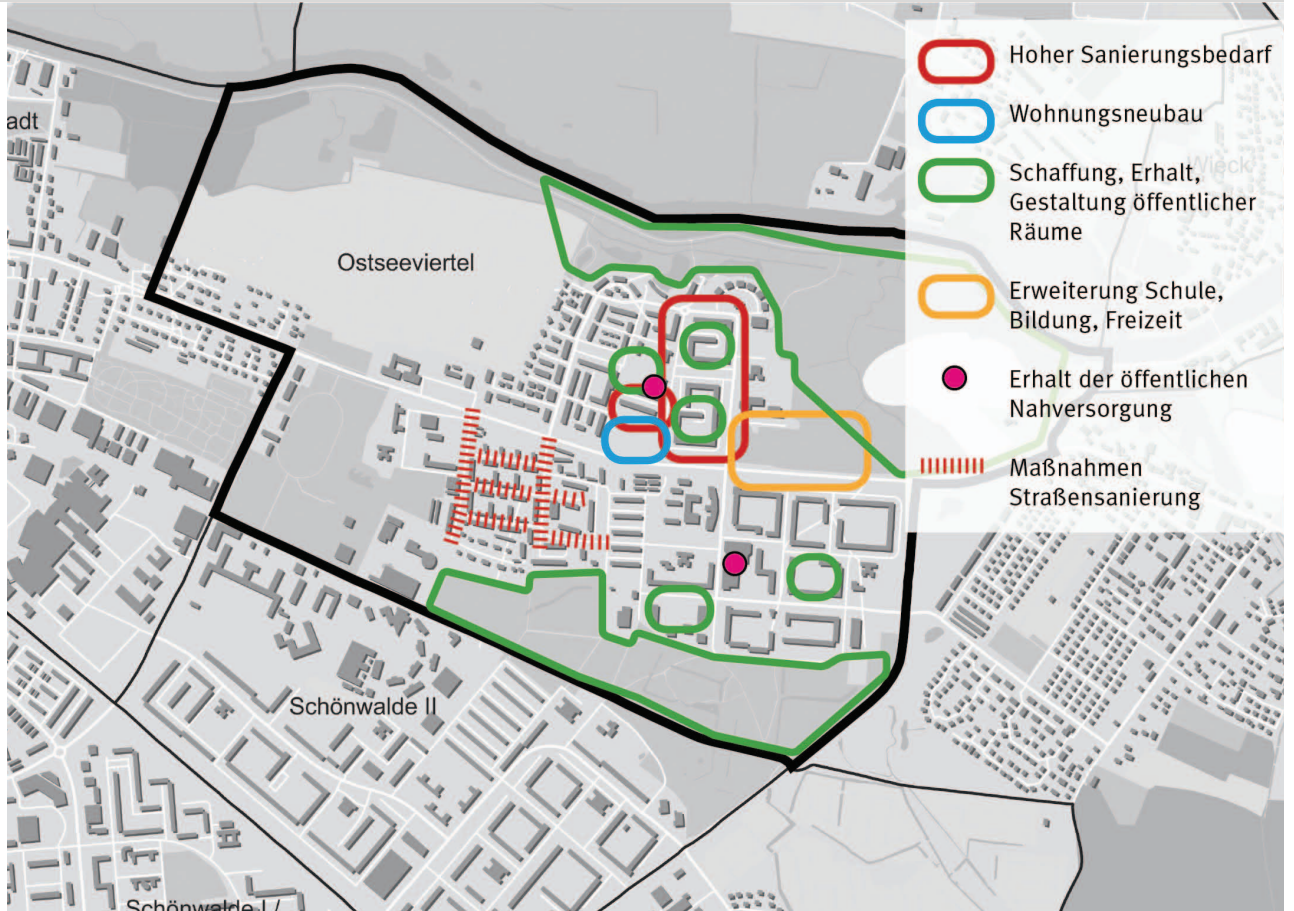 Hoher Sanierungsbedarf
Wohnungsneubau
Schaffung, Erhalt,
Gestaltung öffentlicher
Räume
Erweiterung Schule,
Bildung, Freizeit
Erhalt der öffentlichen
Nahversorgung
Maßnahmen
Straßensanierung
Wieck
adt
Ostseeviertel
Schönwalde II
Schönwalde I /